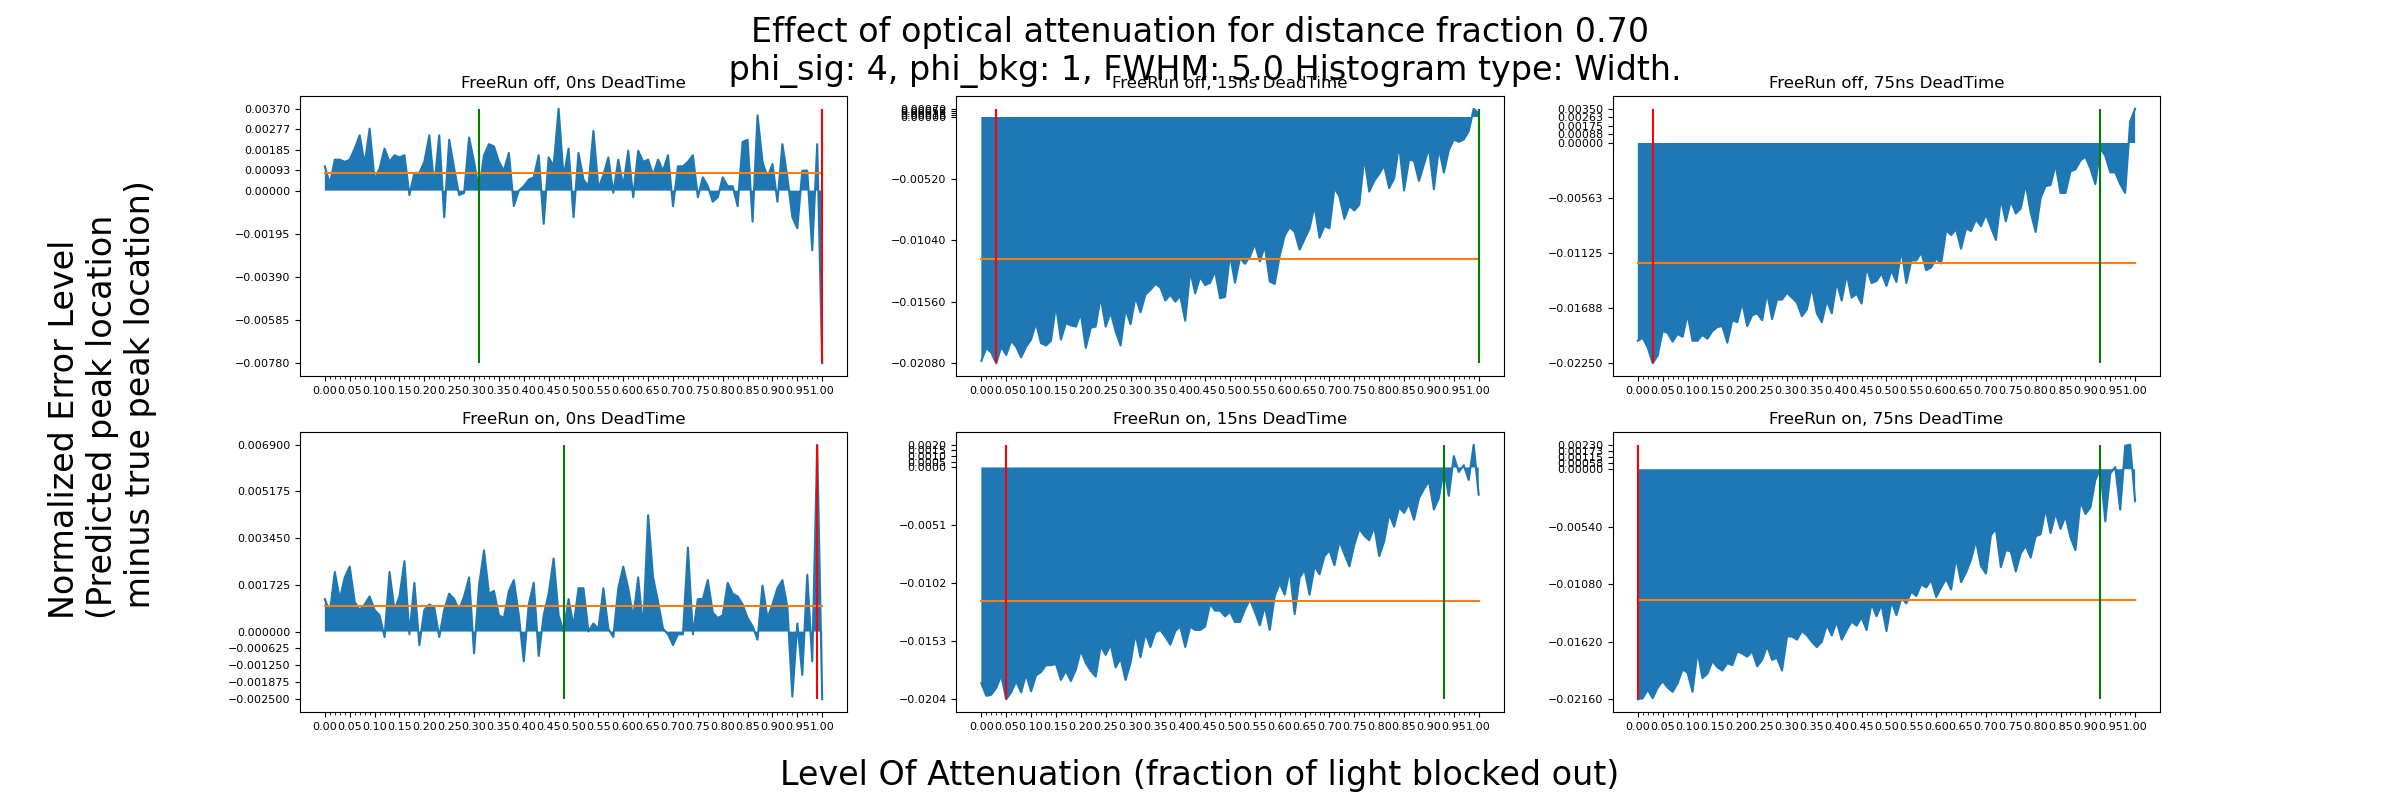 Effect of optical attenuation for distance fraction 0.70
phi_sig: 4, phi_bkg: 1, FWHM: 5.0 Histogram type: Width.
Normalized Error Level
(Predicted peak location
minus true peak location)
FreeRun off, 0ns DeadTime
0.00370
0.00277
0.00185
0.00093
0.00000
−0.00195
−0.00390
−0.00585
−0.00780
0.00 0.05 0.10 0.15 0.20 0.25 0.30 0.35 0.40 0.45 0.50 0.55 0.60 0.65 0.70 0.75 0.80 0.85 0.90 0.95 1.00
FreeRun off, 15ns DeadTime
0.00070
0.00000
−0.00520
−0.01040
−0.01560
−0.02080
0.00 0.05 0.10 0.15 0.20 0.25 0.30 0.35 0.40 0.45 0.50 0.55 0.60 0.65 0.70 0.75 0.80 0.85 0.90 0.95 1.00
FreeRun off, 75ns DeadTime
0.00350
0.00263
0.00175
0.00088
0.00000
−0.00563
−0.01125
−0.01688
−0.02250
0.00 0.05 0.10 0.15 0.20 0.25 0.30 0.35 0.40 0.45 0.50 0.55 0.60 0.65 0.70 0.75 0.80 0.85 0.90 0.95 1.00
FreeRun on, 0ns DeadTime
0.006900
0.005175
0.003450
0.001725
0.000000
−0.000625
−0.001250
−0.001875
−0.002500
0.00 0.05 0.10 0.15 0.20 0.25 0.30 0.35 0.40 0.45 0.50 0.55 0.60 0.65 0.70 0.75 0.80 0.85 0.90 0.95 1.00
FreeRun on, 15ns DeadTime
0.0020
0.0015
0.0010
0.0005
0.0000
−0.0051
−0.0102
−0.0153
−0.0204
0.00 0.05 0.10 0.15 0.20 0.25 0.30 0.35 0.40 0.45 0.50 0.55 0.60 0.65 0.70 0.75 0.80 0.85 0.90 0.95 1.00
FreeRun on, 75ns DeadTime
0.00230
0.00173
0.00115
0.00058
0.00000
−0.00540
−0.01080
−0.01620
−0.02160
0.00 0.05 0.10 0.15 0.20 0.25 0.30 0.35 0.40 0.45 0.50 0.55 0.60 0.65 0.70 0.75 0.80 0.85 0.90 0.95 1.00
Level Of Attenuation (fraction of light blocked out)